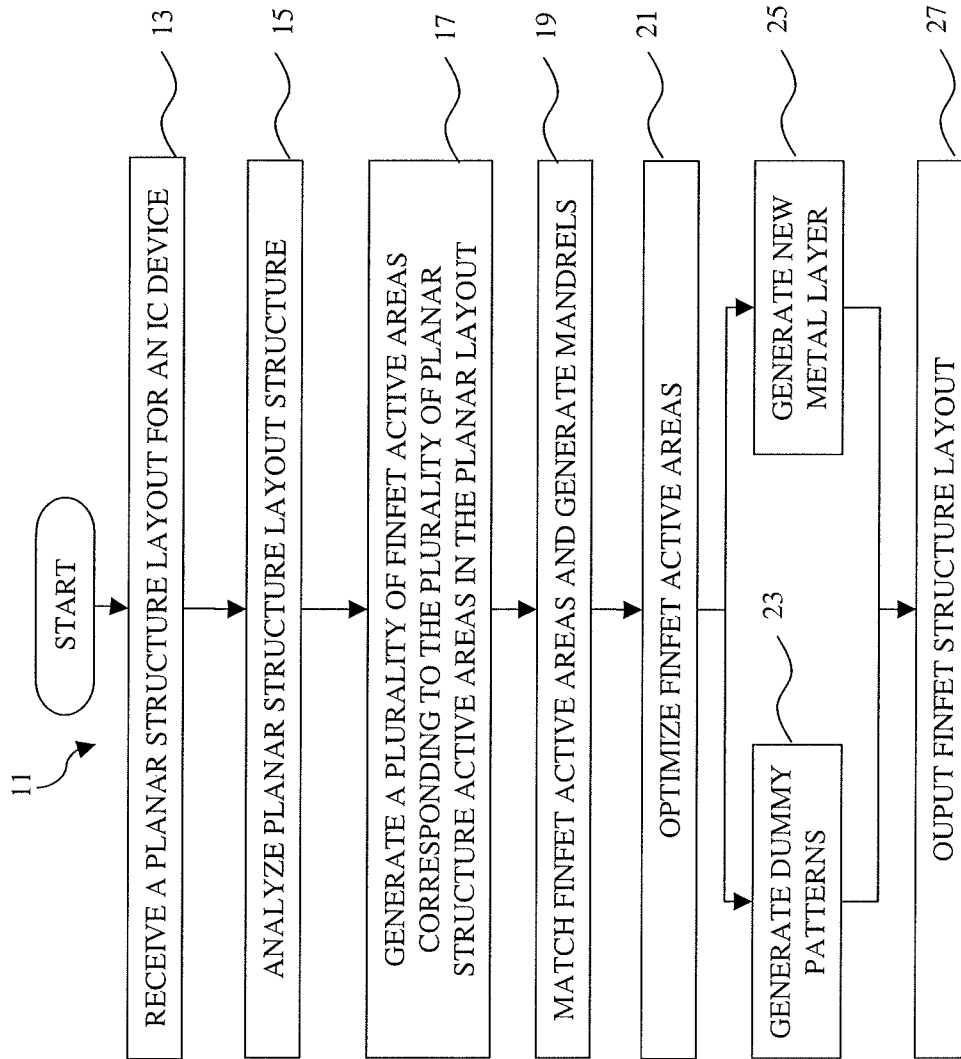 11
START
RECEIVE A PLANAR STRUCTURE LAYOUT FOR AN IC DEVICE
13
ANALYZE PLANAR STRUCTURE LAYOUT STRUCTURE
15
GENERATE A PLURALITY OF FINFET ACTIVE AREAS
CORRESPONDING TO THE PLURALITY OF PLANAR
STRUCTURE ACTIVE AREAS IN THE PLANAR LAYOUT
17
MATCH FINFET ACTIVE AREAS AND GENERATE MANDRELS
19
OPTIMIZE FINFET ACTIVE AREAS
21
GENERATE DUMMY
PATTERNS
23
GENERATE NEW
METAL LAYER
25
OUPUT FINFET STRUCTURE LAYOUT
27